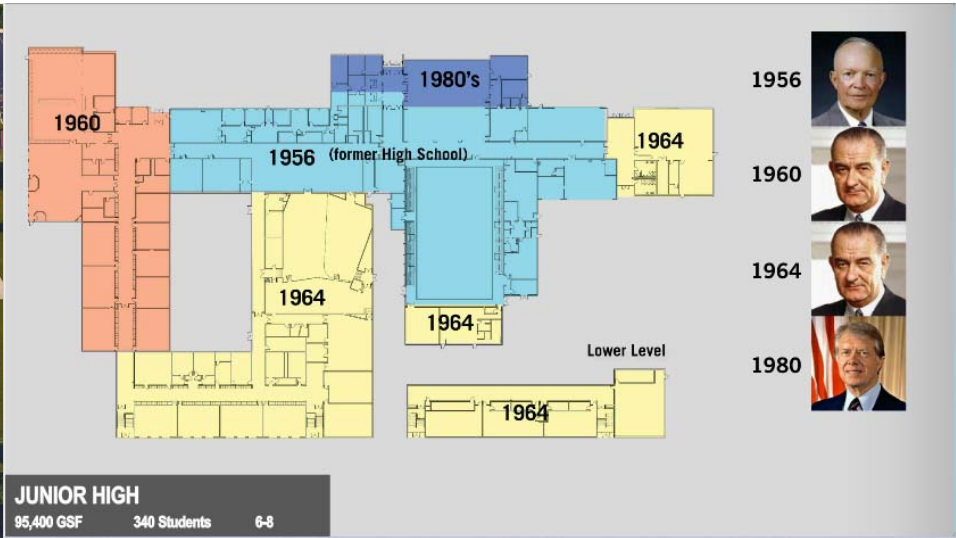 1980's
1960
1956 (former High School)
1964
1964
1964
Lower Level
1964
1956
1960
1964
1980
JUNIOR HIGH
95,400 GSF 340 Students 6-8